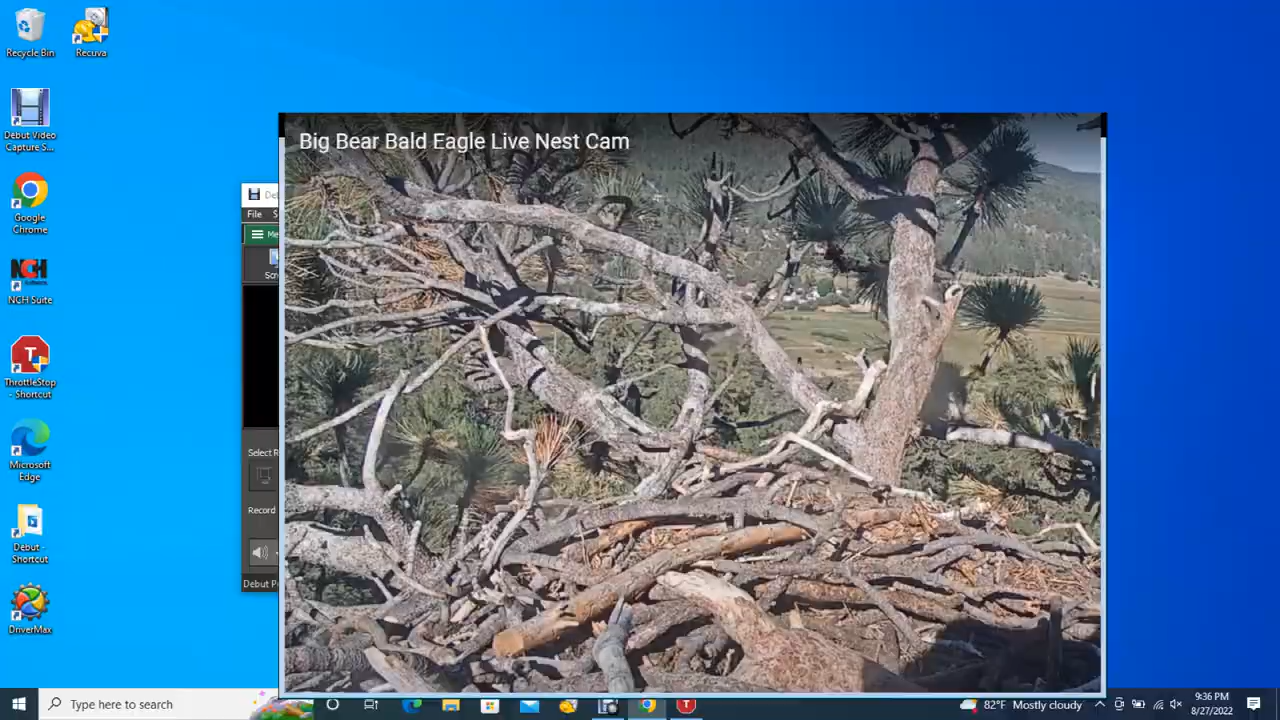 Recycle Bin
Recuva
Debut Video
Capture S...
Google
Chrome
NCH
NCH Suite
T
ThrottleStop
- Shortcut
Microsoft
Edge
Debut -
Shortcut
DriverMax
File
Select R
Record
Debut P
Big Bear Bald Eagle Live Nest Cam
Type here to search
T
82°F Mostly cloudy
9:36 PM
8/27/2022